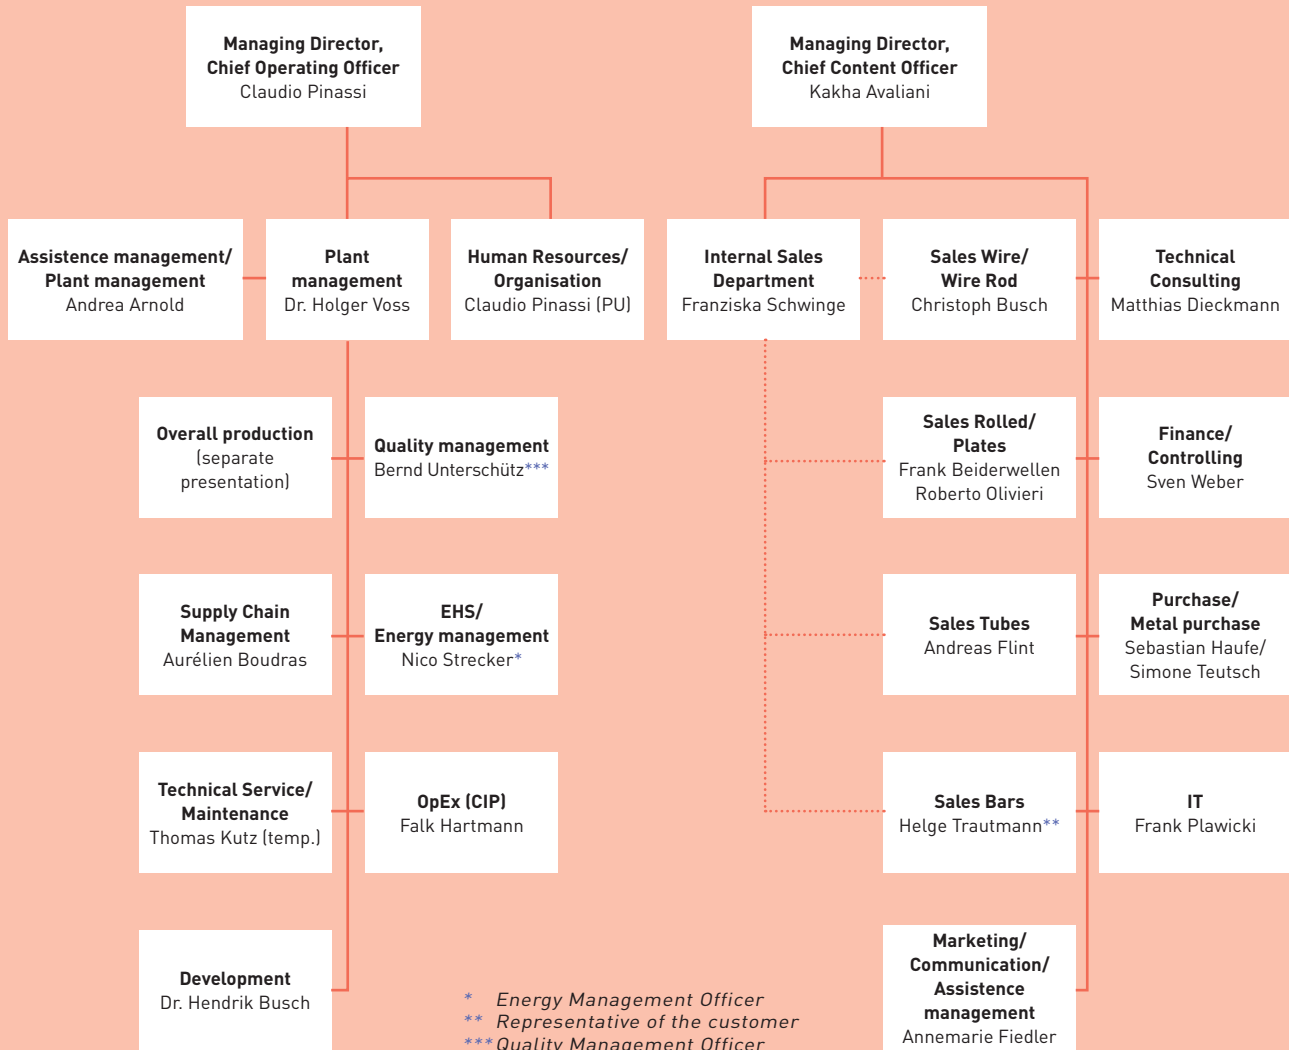 Managing Director,
Chief Operating Officer
Claudio Pinassi
Managing Director,
Chief Content Officer
Kakha Avaliani
Assistence management/
Plant management
Andrea Arnold
Plant
management
Dr. Holger Voss
Human Resources/
Organisation
Claudio Pinassi (PU)
Internal Sales
Department
Franziska Schwinge
Sales Wire/
Wire Rod
Christoph Busch
Technical
Consulting
Matthias Dieckmann
Overall production
(separate
presentation)
Quality management
Bernd Unterschütz***
Sales Rolled/
Plates
Frank Beiderwellen
Roberto Olivieri
Finance/
Controlling
Sven Weber
Supply Chain
Management
Aurélien Boudras
EHS/
Energy management
Nico Strecker*
Sales Tubes
Andreas Flint
Purchase/
Metal purchase
Sebastian Haufe/
Simone Teutsch
Technical Service/
Maintenance
Thomas Kutz (temp.)
OpEx (CIP)
Falk Hartmann
Sales Bars
Helge Trautmann**
IT
Frank Plawicki
Development
Dr. Hendrik Busch
Marketing/
Communication/
Assistence
management
Annemarie Fiedler
* Energy Management Officer
** Representative of the customer
*** Quality Management Officer